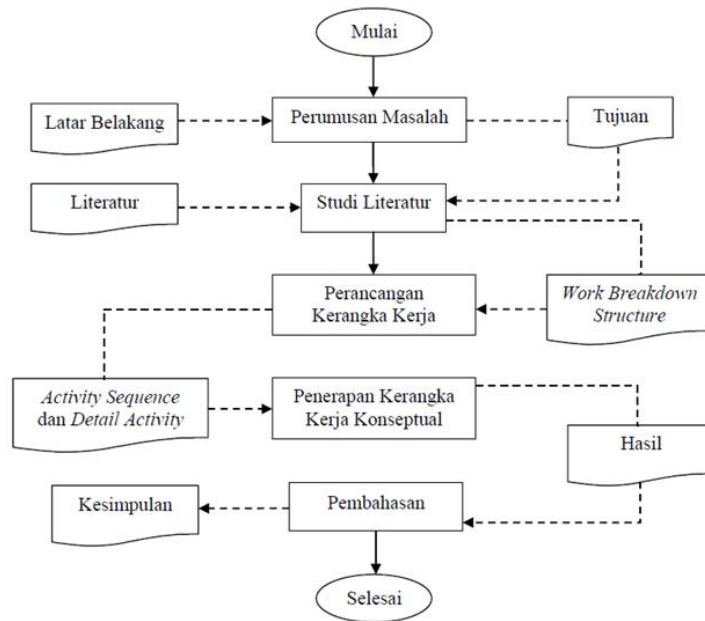 Mulai
Latar Belakang
Perumusan Masalah
Tujuan
Literatur
Studi Literatur
Perancangan
Kerangka Kerja
Work Breakdown
Structure
Activity Sequence
dan Detail Activity
Penerapan Kerangka
Kerja Konseptual
Hasil
Kesimpulan
Pembahasan
Selesai